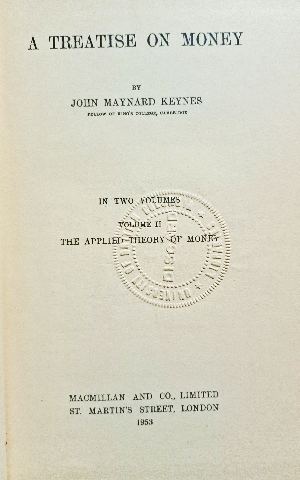 A TREATISE ON MONEY
BY
JOHN MAYNARD KEYNES
FELLOW OF KING'S COLLEGE, CAMBRIDGE
IN TWO VOLUMES
VOLUME II
THE APPLIED THEORY OF MONEY
DISCARD
MACMILLAN AND CO., LIMITED
ST. MARTIN'S STREET, LONDON
1953